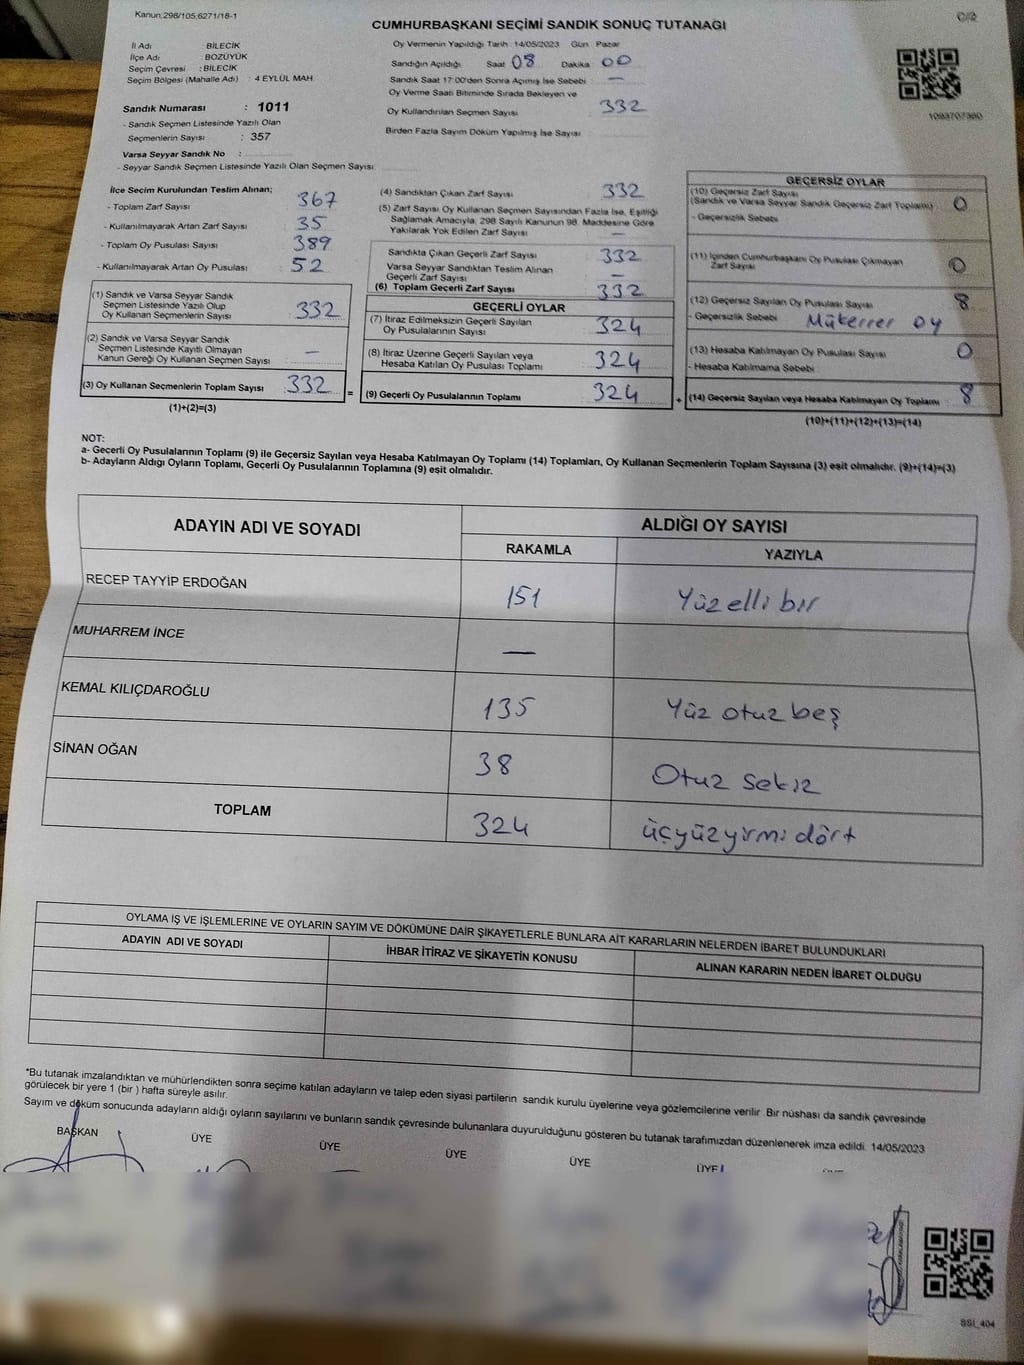 Kanun:298/105,6271/18-1
C/2
CUMHURBAŞKANI SEÇİMİ SANDIK SONUÇ TUTANAĞI
İl Adı : BİLECİK
İlçe Adı : BOZÜYÜK
Seçim Çevresi : BİLECİK
Seçim Bölgesi (Mahalle Adı) : 4 EYLÜL MAH.
Sandık Numarası : 1011
- Sandık Seçmen Listesinde Yazılı Olan
Seçmenlerin Sayısı : 357
Varsa Seyyar Sandık No :
- Seyyar Sandık Seçmen Listesinde Yazılı Olan Seçmen Sayısı:
Oy Vermenin Yapıldığı Tarih :14/05/2023 Gün : Pazar
Sandığın Açıldığı Saat 08 Dakika 00
Sandık Saat 17:00'den Sonra Açılmış İse Sebebi : —
Oy Verme Saati Bitiminde Sırada Bekleyen ve
Oy Kullandırılan Seçmen Sayısı : 332
Birden Fazla Sayım Döküm Yapılmış İse Sayısı
1093707360
İlçe Seçim Kurulundan Teslim Alınan;
- Toplam Zarf Sayısı : 367
- Kullanılmayarak Artan Zarf Sayısı : 35
- Toplam Oy Pusulası Sayısı : 389
- Kullanılmayarak Artan Oy Pusulası : 52
(1) Sandık ve Varsa Seyyar Sandık
Seçmen Listesinde Yazılı Olup
Oy Kullanan Seçmenlerin Sayısı : 332
(2) Sandık ve Varsa Seyyar Sandık
Seçmen Listesinde Kayıtlı Olmayan
Kanun Gereği Oy Kullanan Seçmen Sayısı : —
(3) Oy Kullanan Seçmenlerin Toplam Sayısı : 332 =
(1)+(2)=(3)
(4) Sandıktan Çıkan Zarf Sayısı : 332
(5) Zarf Sayısı Oy Kullanan Seçmen Sayısından Fazla İse, Eşitliği
Sağlamak Amacıyla, 298 Sayılı Kanunun 98. Maddesine Göre
Yakılarak Yok Edilen Zarf Sayısı : —
Sandıkta Çıkan Geçerli Zarf Sayısı : 332
Varsa Seyyar Sandıktan Teslim Alınan
Geçerli Zarf Sayısı : —
(6) Toplam Geçerli Zarf Sayısı : 332
GEÇERLİ OYLAR
(7) İtiraz Edilmeksizin Geçerli Sayılan
Oy Pusulalarının Sayısı : 324
(8) İtiraz Üzerine Geçerli Sayılan veya
Hesaba Katılan Oy Pusulası Toplamı : 324
(9) Geçerli Oy Pusulalarının Toplamı : 324 +
GEÇERSİZ OYLAR
(10) Geçersiz Zarf Sayısı
(Sandık ve Varsa Seyyar Sandık Geçersiz Zarf Toplamı) : 0
- Geçersizlik Sebebi :
(11) İçinden Cumhurbaşkanı Oy Pusulası Çıkmayan
Zarf Sayısı : 0
(12) Geçersiz Sayılan Oy Pusulası Sayısı : 8
- Geçersizlik Sebebi : Mükerrer oy
(13) Hesaba Katılmayan Oy Pusulası Sayısı : 0
- Hesaba Katılmama Sebebi :
(14) Geçersiz Sayılan veya Hesaba Katılmayan Oy Toplamı : 8
(10)+(11)+(12)+(13)=(14)
NOT:
a- Geçerli Oy Pusulalarının Toplamı (9) ile Geçersiz Sayılan veya Hesaba Katılmayan Oy Toplamı (14) Toplamları, Oy Kullanan Seçmenlerin Toplam Sayısına (3) eşit olmalıdır. (9)+(14)=(3)
b- Adayların Aldığı Oyların Toplamı, Geçerli Oy Pusulalarının Toplamına (9) eşit olmalıdır.
ADAYIN ADI VE SOYADI
ALDIĞI OY SAYISI
RAKAMLA YAZIYLA
RECEP TAYYİP ERDOĞAN 151 Yüz elli bir
MUHARREM İNCE —
KEMAL KILIÇDAROĞLU 135 Yüz otuz beş
SİNAN OĞAN 38 Otuz sekiz
TOPLAM 324 üçyüzyirmi dört
OYLAMA İŞ VE İŞLEMLERİNE VE OYLARIN SAYIM VE DÖKÜMÜNE DAİR ŞİKAYETLERLE BUNLARA AİT KARARLARIN NELERDEN İBARET BULUNDUKLARI
ADAYIN ADI VE SOYADI İHBAR İTİRAZ VE ŞİKAYETİN KONUSU ALINAN KARARIN NEDEN İBARET OLDUĞU
*Bu tutanak imzalandıktan ve mühürlendikten sonra seçime katılan adayların ve talep eden siyasi partilerin sandık kurulu üyelerine veya gözlemcilerine verilir. Bir nüshası da sandık çevresinde
görülecek bir yere 1 (bir ) hafta süreyle asılır.
Sayım ve döküm sonucunda adayların aldığı oyların sayılarını ve bunların sandık çevresinde bulunanlara duyurulduğunu gösteren bu tutanak tarafımızdan düzenlenerek imza edildi. 14/05/2023
BAŞKAN ÜYE ÜYE ÜYE ÜYE ÜYE
SSI_404